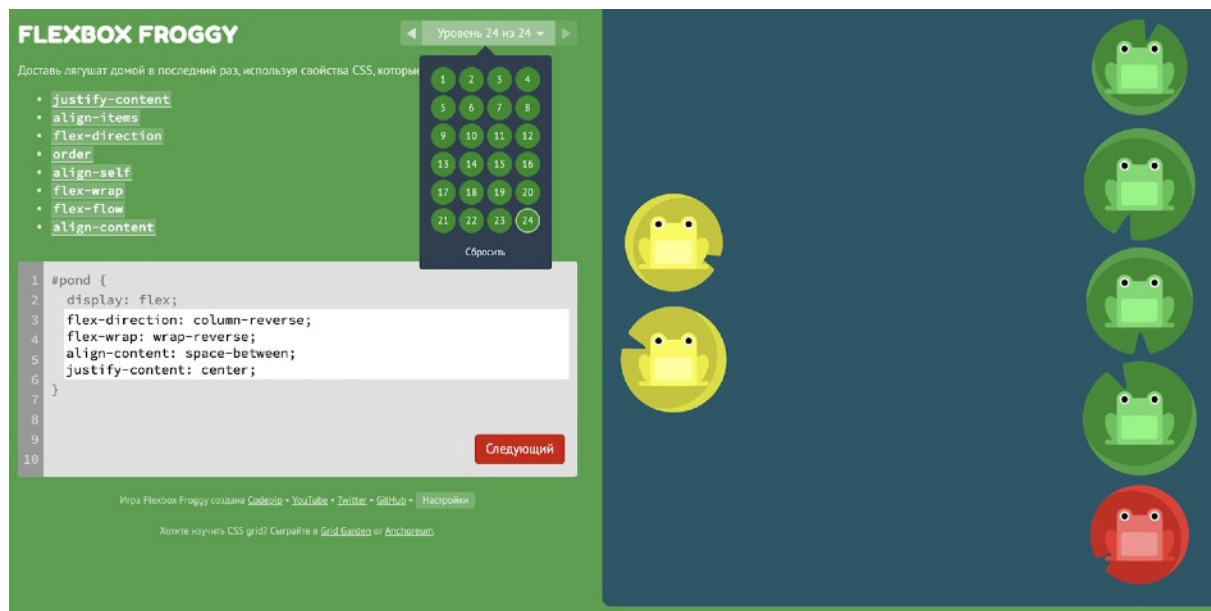 FLEXBOX FROGGY
Уровень 24 из 24
Доставь лягушат домой в последний раз, используя свойства CSS, которые
• justify-content
• align-items
• flex-direction
• order
• align-self
• flex-wrap
• flex-flow
• align-content
1 2 3 4
5 6 7 8
9 10 11 12
13 14 15 16
17 18 19 20
21 22 23 24
Сбросить
1 #pond {
2 display: flex;
3 flex-direction: column-reverse;
4 flex-wrap: wrap-reverse;
5 align-content: space-between;
6 justify-content: center;
7 }
8
9
10
Следующий
Игра Flexbox Froggy создана Codepip • YouTube • Twitter • GitHub • Настройки
Хотите изучить CSS grid? Сыграйте в Grid Garden or Anchoreum.